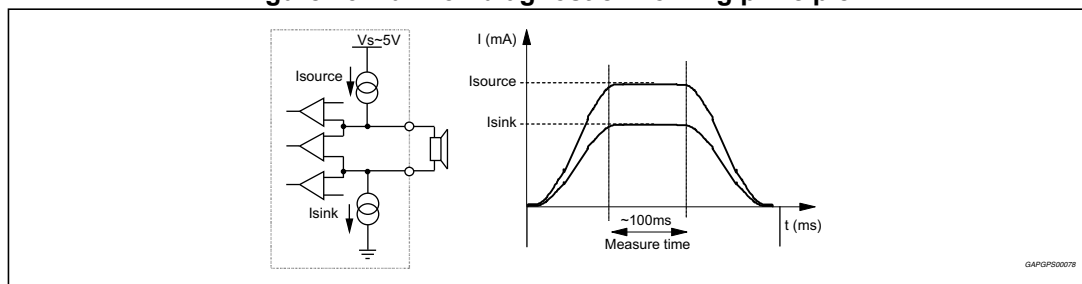 Vs~5V
Isource
Isink
I (mA)
Isource
Isink
~100ms
Measure time
t (ms)
GAPGPS00078